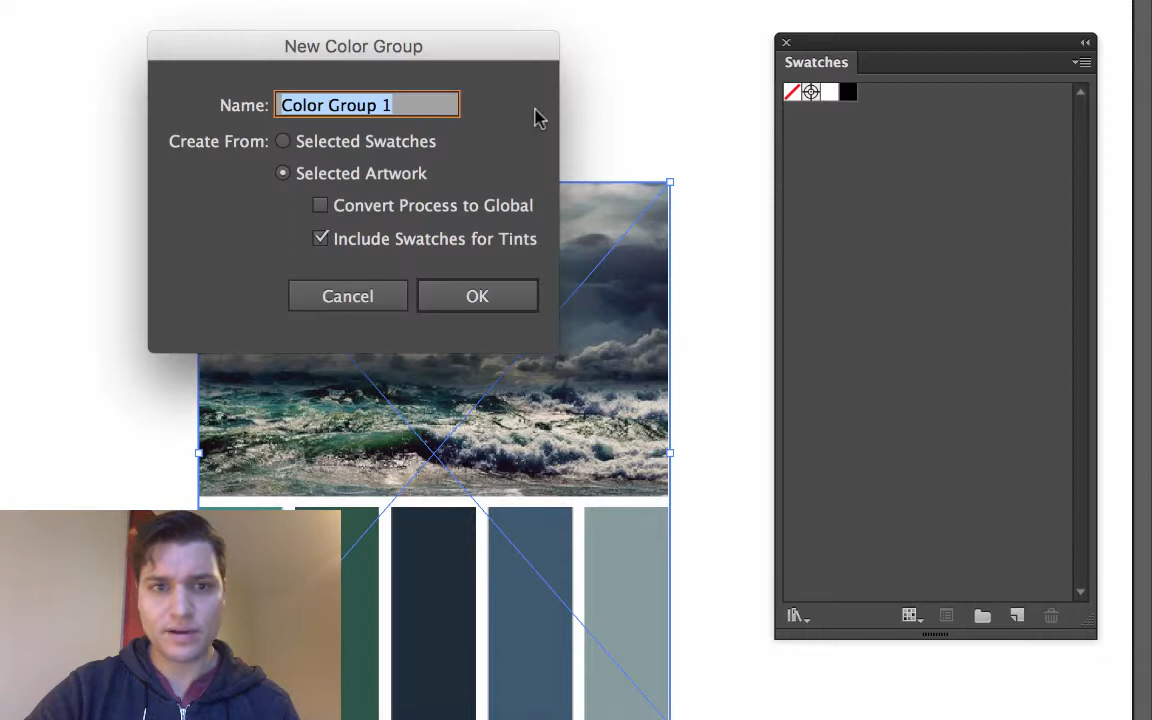 New Color Group
Name: Color Group 1
Create From: Selected Swatches
Selected Artwork
Convert Process to Global
Include Swatches for Tints
Cancel OK
Swatches